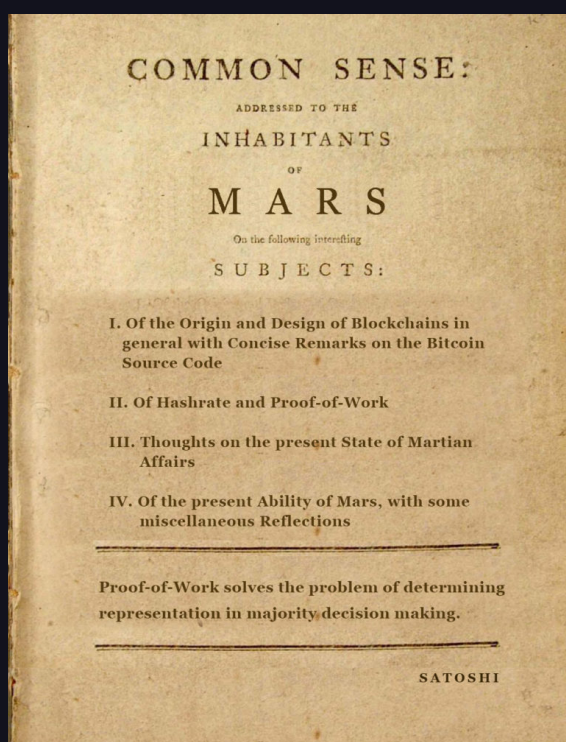 COMMON SENSE:
ADDRESSED TO THE
INHABITANTS
OF
MARS
On the following intereſting
SUBJECTS:
I. Of the Origin and Design of Blockchains in
general with Concise Remarks on the Bitcoin
Source Code
II. Of Hashrate and Proof-of-Work
III. Thoughts on the present State of Martian
Affairs
IV. Of the present Ability of Mars, with some
miscellaneous Reflections
Proof-of-Work solves the problem of determining
representation in majority decision making.
SATOSHI